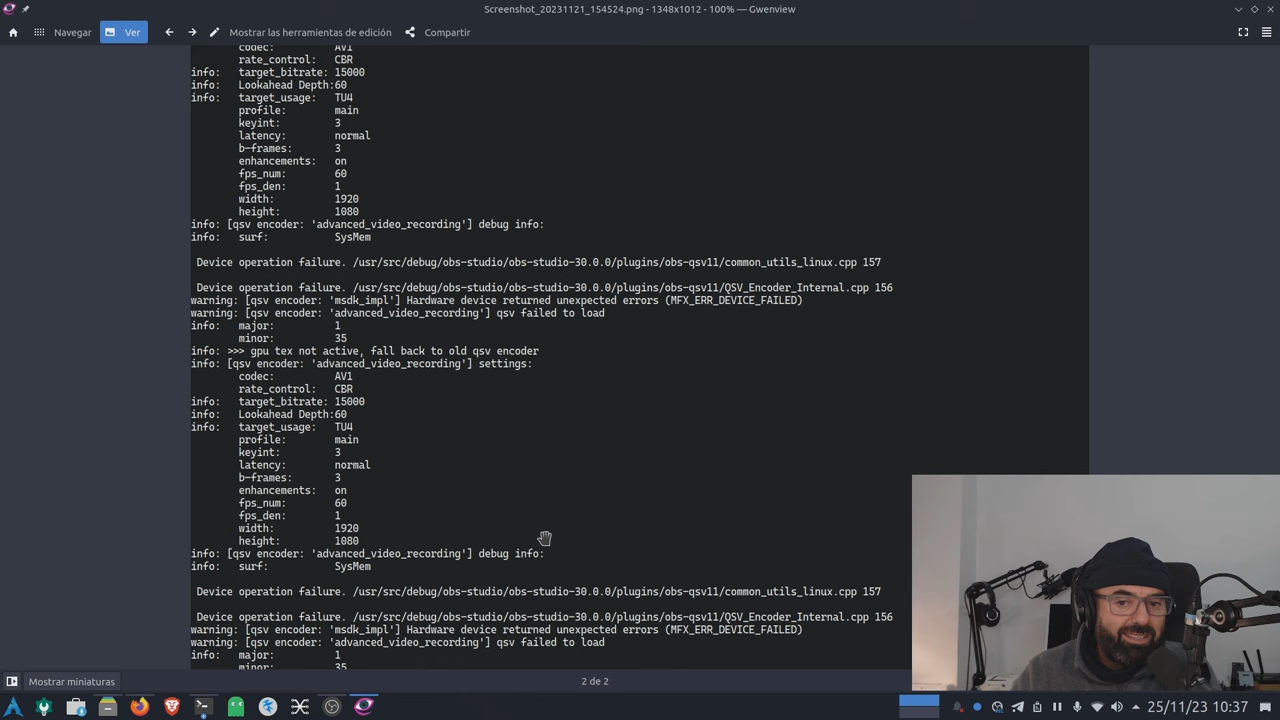 Screenshot_20231121_154524.png - 1348x1012 - 100% — Gwenview
Navegar
Ver
Mostrar las herramientas de edición
Compartir
codec: AV1
rate_control: CBR
info: target_bitrate: 15000
info: Lookahead Depth:60
info: target_usage: TU4
profile: main
keyint: 3
latency: normal
b-frames: 3
enhancements: on
fps_num: 60
fps_den: 1
width: 1920
height: 1080
info: [qsv encoder: 'advanced_video_recording'] debug info:
info: surf: SysMem
Device operation failure. /usr/src/debug/obs-studio/obs-studio-30.0.0/plugins/obs-qsv11/common_utils_linux.cpp 157
Device operation failure. /usr/src/debug/obs-studio/obs-studio-30.0.0/plugins/obs-qsv11/QSV_Encoder_Internal.cpp 156
warning: [qsv encoder: 'msdk_impl'] Hardware device returned unexpected errors (MFX_ERR_DEVICE_FAILED)
warning: [qsv encoder: 'advanced_video_recording'] qsv failed to load
info: major: 1
minor: 35
info: >>> gpu tex not active, fall back to old qsv encoder
info: [qsv encoder: 'advanced_video_recording'] settings:
codec: AV1
rate_control: CBR
info: target_bitrate: 15000
info: Lookahead Depth:60
info: target_usage: TU4
profile: main
keyint: 3
latency: normal
b-frames: 3
enhancements: on
fps_num: 60
fps_den: 1
width: 1920
height: 1080
info: [qsv encoder: 'advanced_video_recording'] debug info:
info: surf: SysMem
Device operation failure. /usr/src/debug/obs-studio/obs-studio-30.0.0/plugins/obs-qsv11/common_utils_linux.cpp 157
Device operation failure. /usr/src/debug/obs-studio/obs-studio-30.0.0/plugins/obs-qsv11/QSV_Encoder_Internal.cpp 156
warning: [qsv encoder: 'msdk_impl'] Hardware device returned unexpected errors (MFX_ERR_DEVICE_FAILED)
warning: [qsv encoder: 'advanced_video_recording'] qsv failed to load
info: major: 1
minor: 35
Mostrar miniaturas
2 de 2
25/11/23 10:37